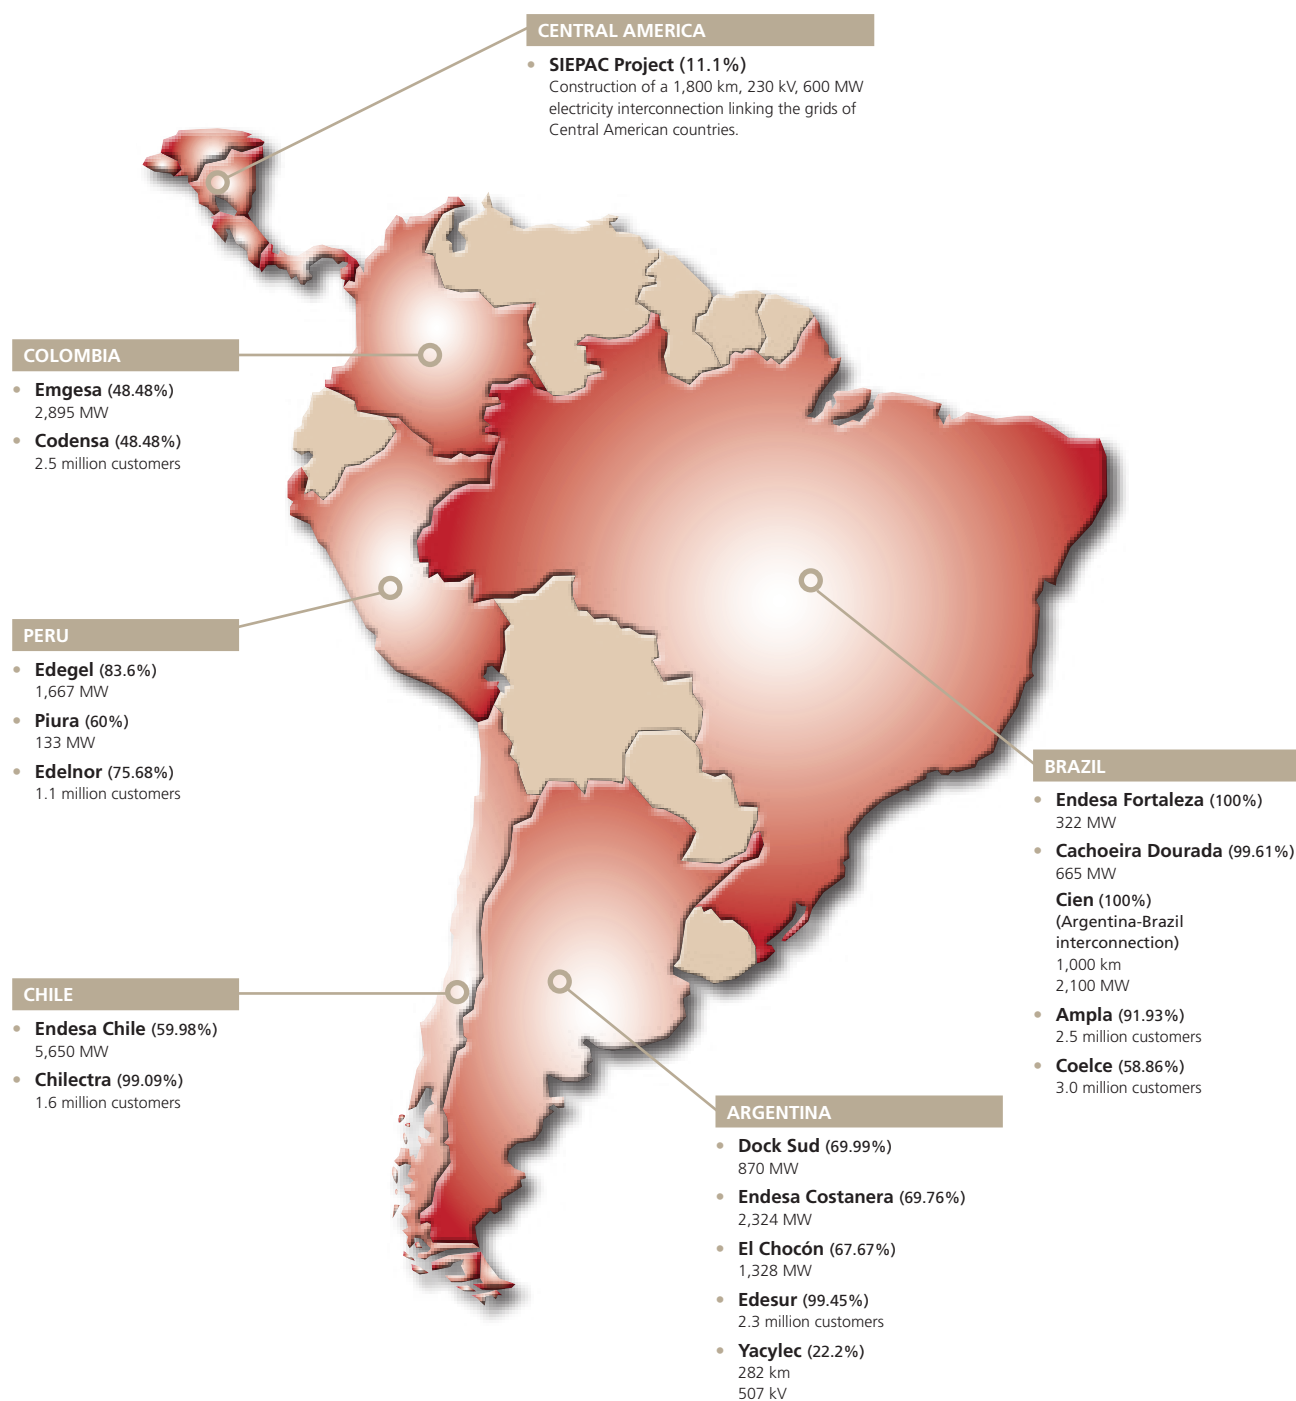 CENTRAL AMERICA
• SIEPAC Project (11.1%)
Construction of a 1,800 km, 230 kV, 600 MW
electricity interconnection linking the grids of
Central American countries.
COLOMBIA
• Emgesa (48.48%)
2,895 MW
• Codensa (48.48%)
2.5 million customers
PERU
• Edegel (83.6%)
1,667 MW
• Piura (60%)
133 MW
• Edelnor (75.68%)
1.1 million customers
CHILE
• Endesa Chile (59.98%)
5,650 MW
• Chilectra (99.09%)
1.6 million customers
BRAZIL
• Endesa Fortaleza (100%)
322 MW
• Cachoeira Dourada (99.61%)
665 MW
Cien (100%)
(Argentina-Brazil
interconnection)
1,000 km
2,100 MW
• Ampla (91.93%)
2.5 million customers
• Coelce (58.86%)
3.0 million customers
ARGENTINA
• Dock Sud (69.99%)
870 MW
• Endesa Costanera (69.76%)
2,324 MW
• El Chocón (67.67%)
1,328 MW
• Edesur (99.45%)
2.3 million customers
• Yacylec (22.2%)
282 km
507 kV